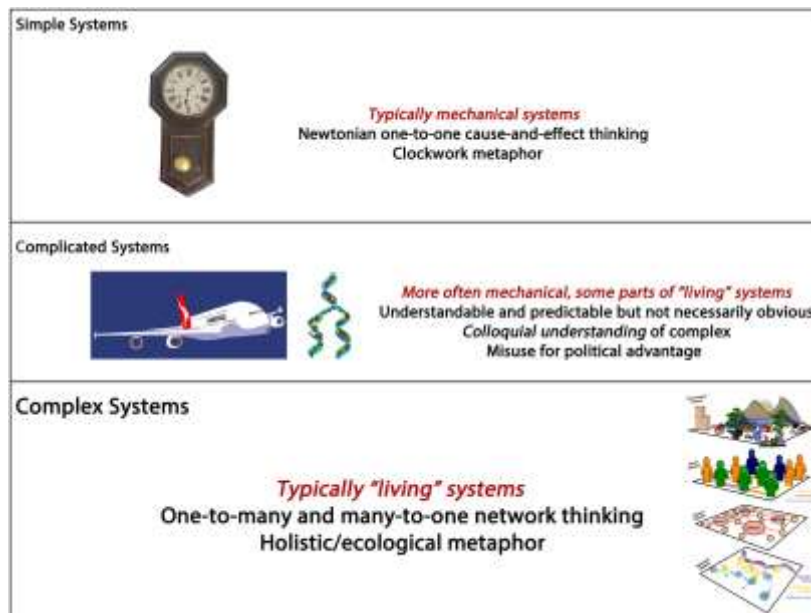 Simple Systems
Typically mechanical systems
Newtonian one-to-one cause-and-effect thinking
Clockwork metaphor
Complicated Systems
More often mechanical, some parts of "living" systems
Understandable and predictable but not necessarily obvious
Colloquial understanding of complex
Misuse for political advantage
Complex Systems
Typically "living" systems
One-to-many and many-to-one network thinking
Holistic/ecological metaphor